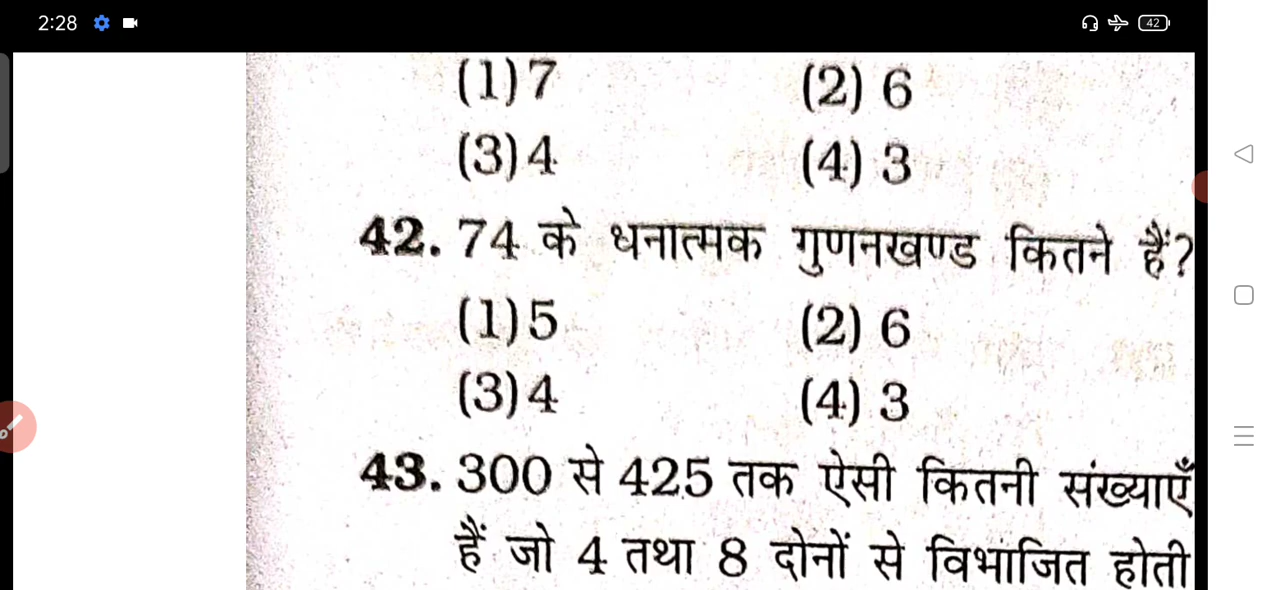 2:28
42
(1) 7 (2) 6
(3) 4 (4) 3
42. 74 के धनात्मक गुणनखण्ड कितने हैं?
(1) 5 (2) 6
(3) 4 (4) 3
43. 300 से 425 तक ऐसी कितनी संख्याएँ
हैं जो 4 तथा 8 दोनों से विभाजित होती